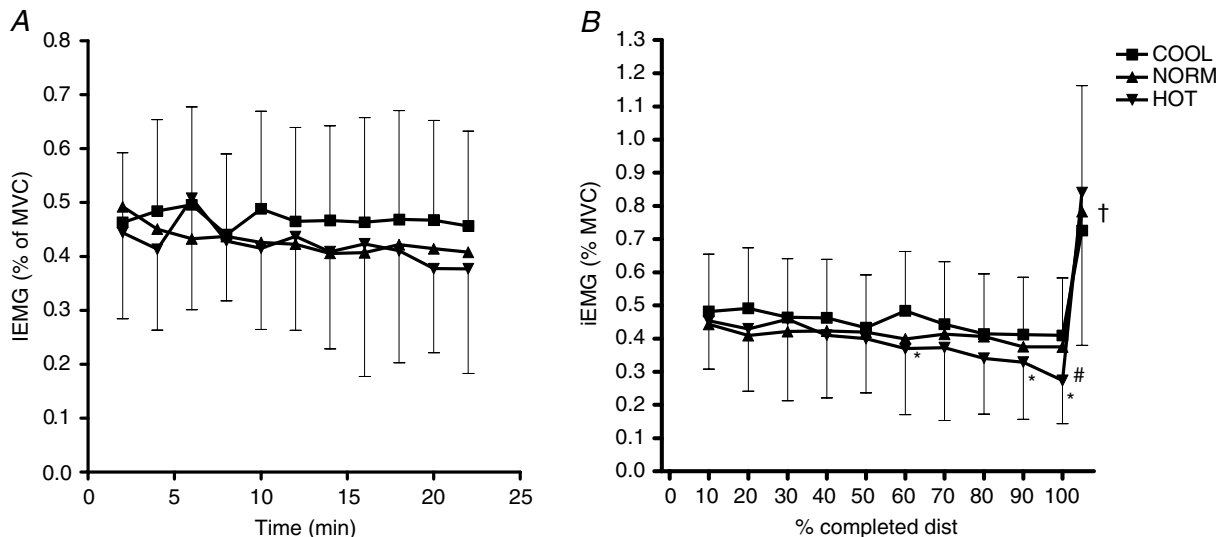 A
0.8
0.7
0.6
0.5
0.4
0.3
0.2
0.1
0.0
IEMG (% of MVC)
0 5 10 15 20 25
Time (min)
B
1.3
1.2
1.1
1.0
0.9
0.8
0.7
0.6
0.5
0.4
0.3
0.2
0.1
0.0
iEMG (% MVC)
0 10 20 30 40 50 60 70 80 90 100
% completed dist
COOL
NORM
HOT
†
*
*
#
*